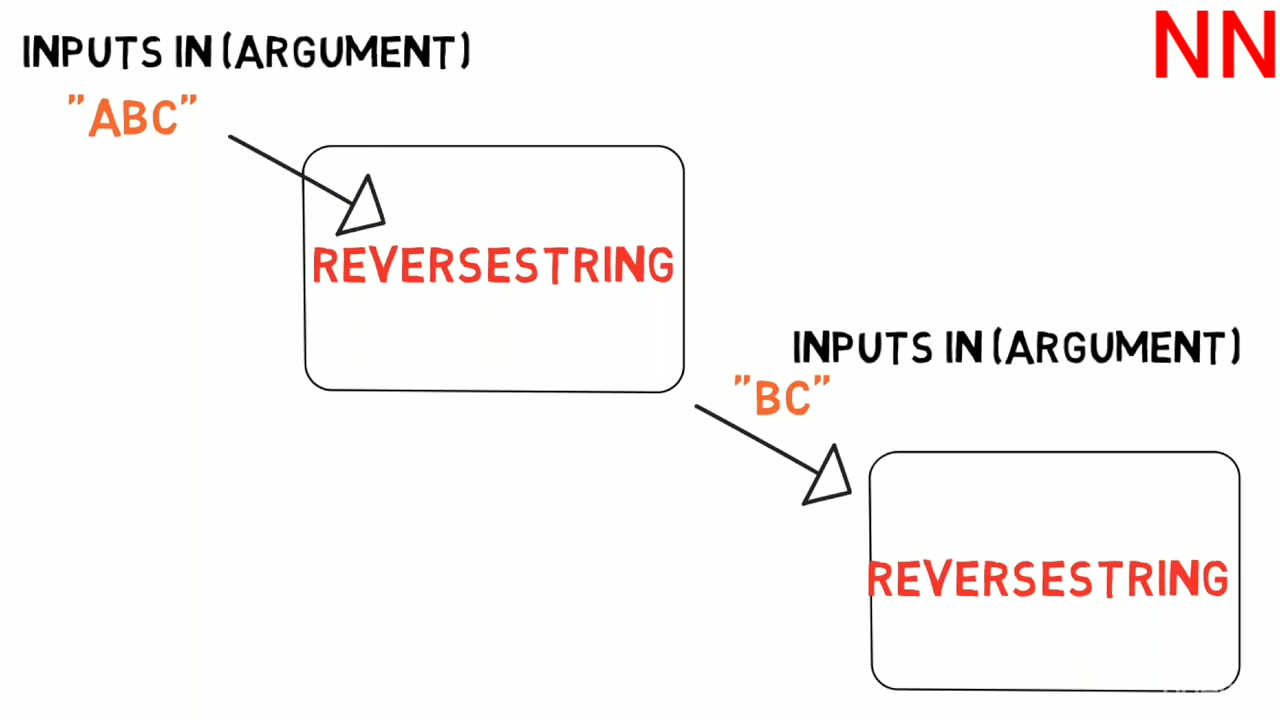 INPUTS IN (ARGUMENT)
NN
"ABC"
REVERSESTRING
INPUTS IN (ARGUMENT)
"BC"
REVERSESTRING